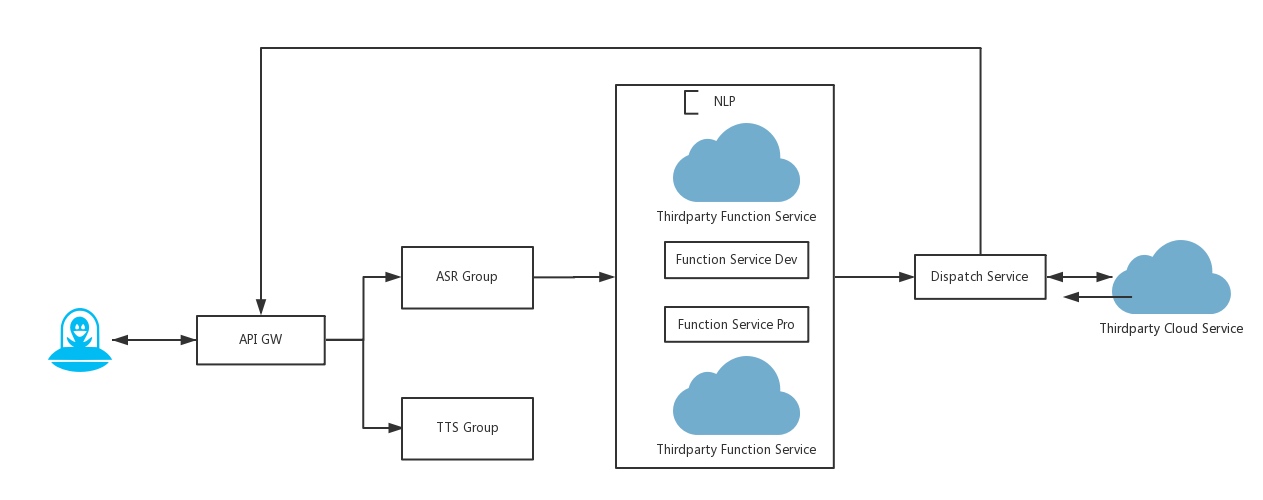 NLP
Thirdparty Function Service
Function Service Dev
ASR Group
Dispatch Service
Function Service Pro
Thirdparty Cloud Service
API GW
TTS Group
Thirdparty Function Service